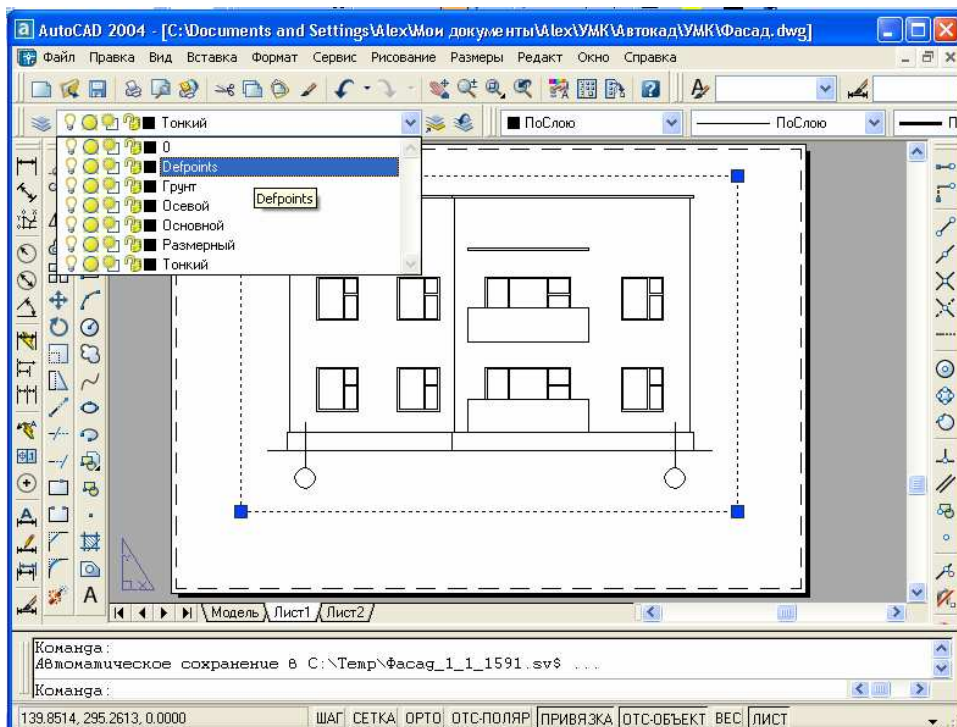 AutoCAD 2004 - [C:\Documents and Settings\Alex\Мои документы\Alex\УМК\Автокад\УМК\Фасад.dwg]
Файл Правка Вид Вставка Формат Сервис Рисование Размеры Редакт Окно Справка
Тонкий ПоСлою ПоСлою П
0
Defpoints
Грунт
Defpoints
Осевой
Основной
Размерный
Тонкий
Модель Лист1 Лист2
Команда:
Автоматическое сохранение в C:\Temp\Фасад_1_1_1591.sv$ ...
Команда:
139.8514, 295.2613, 0.0000 ШАГ СЕТКА ОРТО ОТС-ПОЛЯР ПРИВЯЗКА ОТС-ОБЪЕКТ ВЕС ЛИСТ